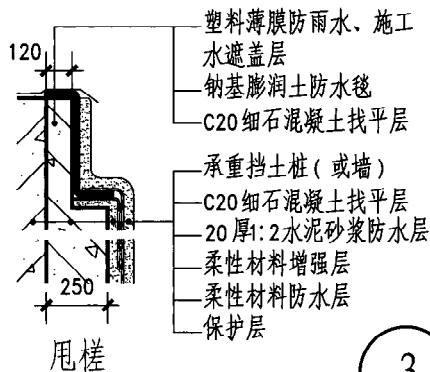 120
塑料薄膜防雨水、施工
水遮盖层
钠基膨润土防水毯
C20细石混凝土找平层
承重挡土桩(或墙)
C20细石混凝土找平层
20厚1:2水泥砂浆防水层
柔性材料增强层
柔性材料防水层
保护层
250
甩槎
3